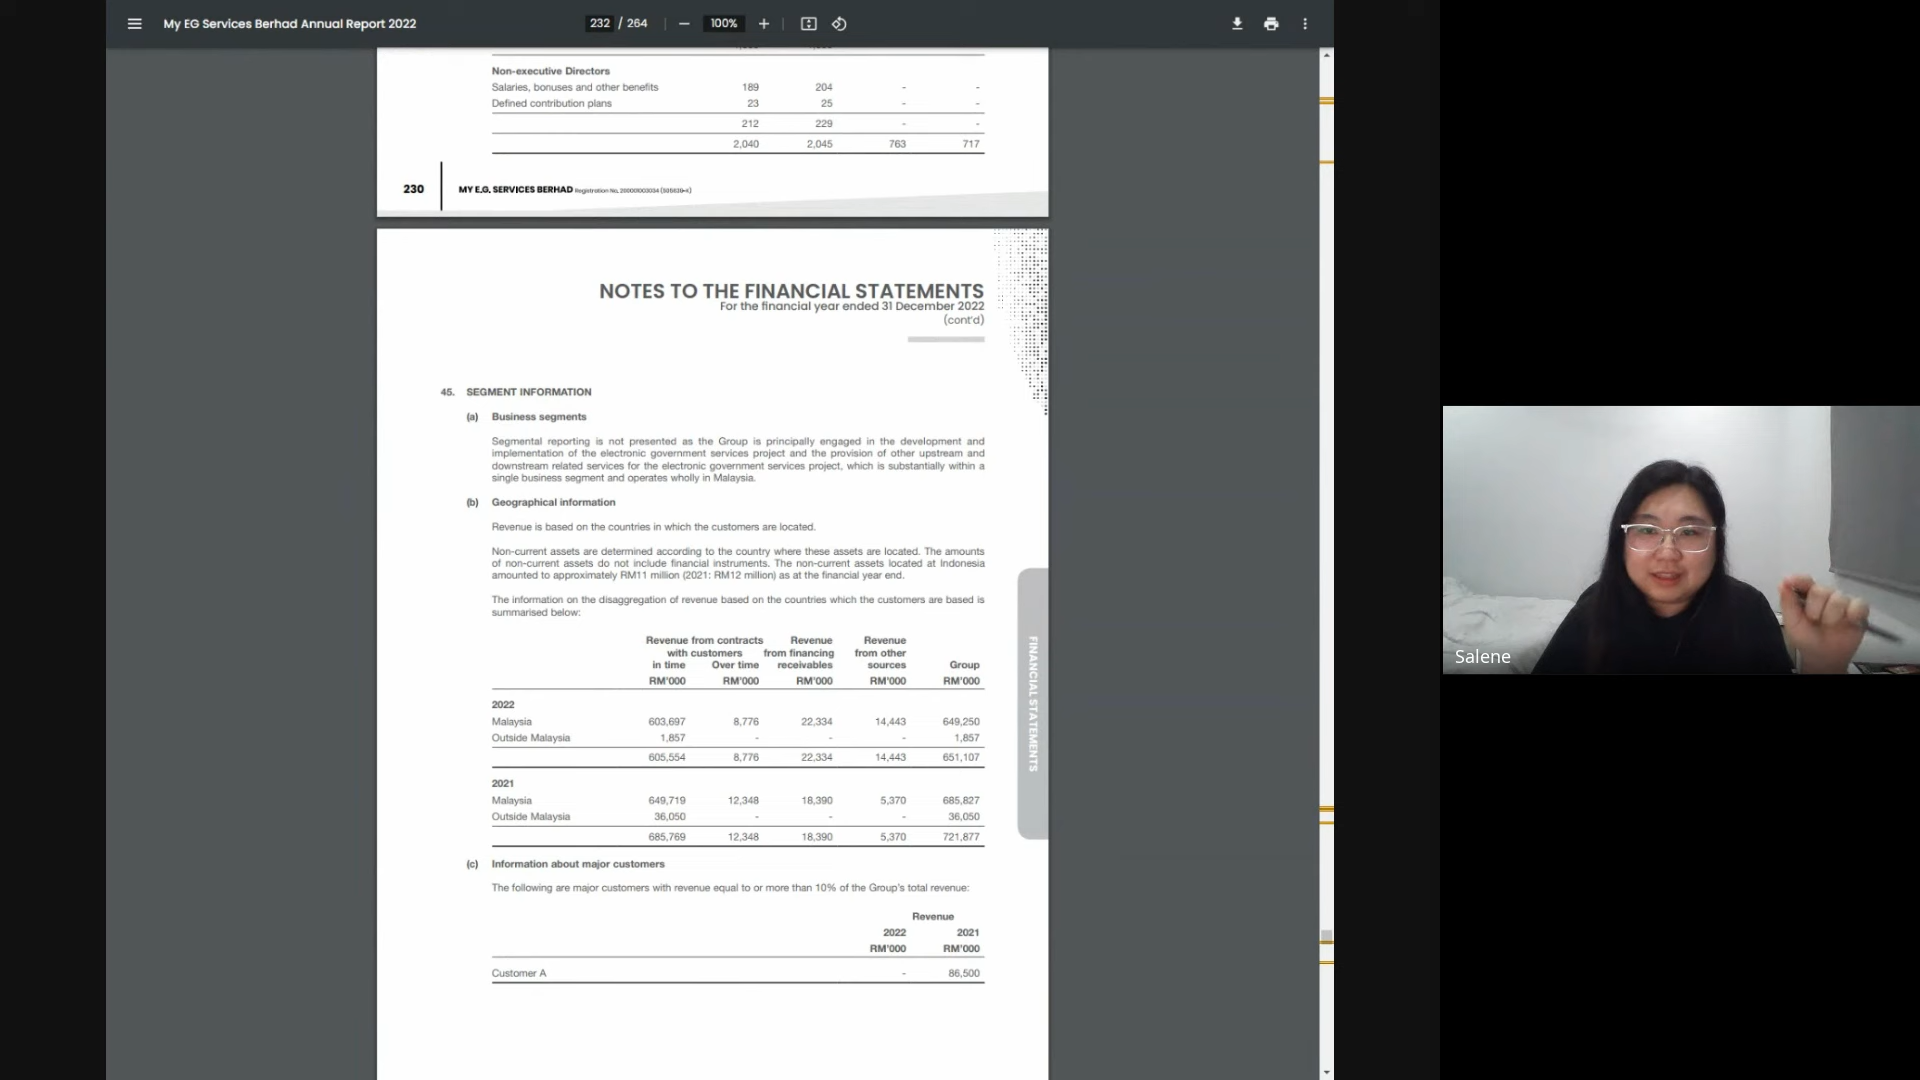 My EG Services Berhad Annual Report 2022
232 / 264
100%
Non-executive Directors
Salaries, bonuses and other benefits 189 204 - -
Defined contribution plans 23 25 - -
212 229 - -
2,040 2,045 763 717
230 MY E.G. SERVICES BERHAD
NOTES TO THE FINANCIAL STATEMENTS
For the financial year ended 31 December 2022
(cont'd)
45. SEGMENT INFORMATION
(a) Business segments
Segmental reporting is not presented as the Group is principally engaged in the development and
implementation of the electronic government services project and the provision of other upstream and
downstream related services for the electronic government services project, which is substantially within a
single business segment and operates wholly in Malaysia.
(b) Geographical information
Revenue is based on the countries in which the customers are located.
Non-current assets are determined according to the country where these assets are located. The amounts
of non-current assets do not include financial instruments. The non-current assets located at Indonesia
amounted to approximately RM11 million (2021: RM12 million) as at the financial year end.
The information on the disaggregation of revenue based on the countries which the customers are based is
summarised below:
Revenue from contracts Revenue Revenue
with customers from financing from other
in time Over time receivables sources Group
RM'000 RM'000 RM'000 RM'000 RM'000
2022
Malaysia 603,697 8,776 22,334 14,443 649,250
Outside Malaysia 1,857 - - - 1,857
605,554 8,776 22,334 14,443 651,107
2021
Malaysia 649,719 12,348 18,390 5,370 685,827
Outside Malaysia 36,050 - - - 36,050
685,769 12,348 18,390 5,370 721,877
(c) Information about major customers
The following are major customers with revenue equal to or more than 10% of the Group's total revenue:
Revenue
2022 2021
RM'000 RM'000
Customer A - 86,500
FINANCIAL STATEMENTS
Salene